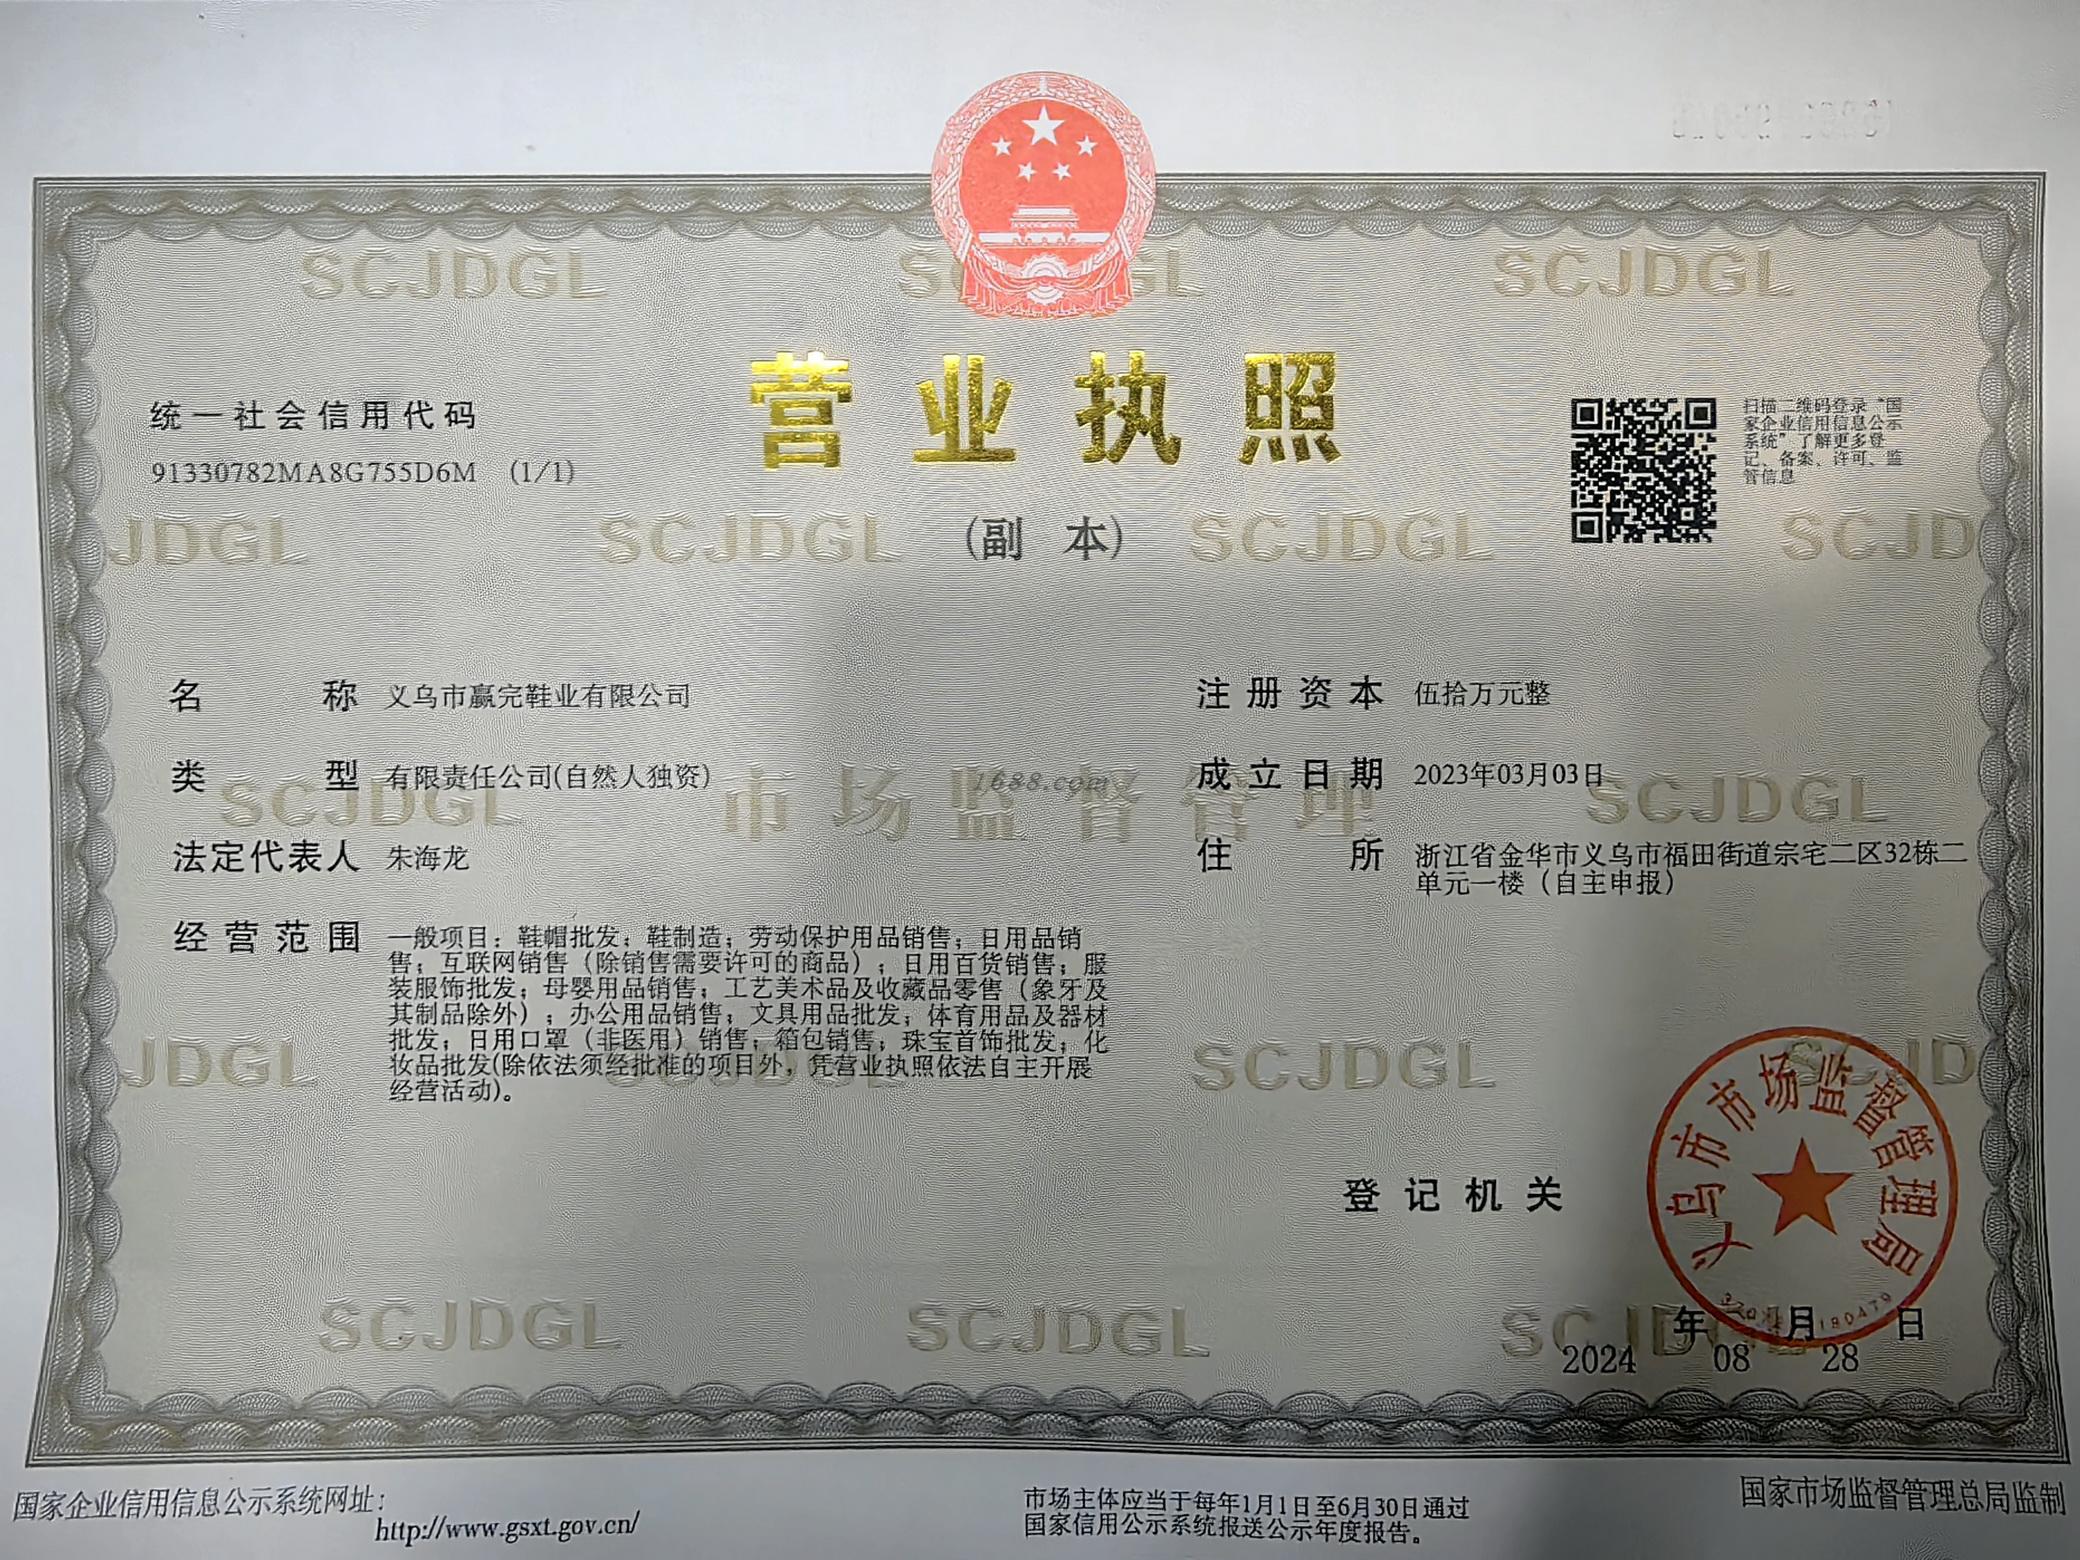 营业执照
(副 本)
统一社会信用代码
91330782MA8G755D6M (1/1)
扫描二维码登录“国
家企业信用信息公示
系统”了解更多登
记、备案、许可、监
管信息
名称 义乌市赢完鞋业有限公司
类型 有限责任公司(自然人独资)
法定代表人 朱海龙
经营范围 一般项目：鞋帽批发；鞋制造；劳动保护用品销售；日用品销
售；互联网销售（除销售需要许可的商品）；日用百货销售；服
装服饰批发；母婴用品销售；工艺美术品及收藏品零售（象牙及
其制品除外）；办公用品销售；文具用品批发；体育用品及器材
批发；日用口罩（非医用）销售；箱包销售；珠宝首饰批发；化
妆品批发(除依法须经批准的项目外，凭营业执照依法自主开展
经营活动)。
注册资本 伍拾万元整
成立日期 2023年03月03日
住所 浙江省金华市义乌市福田街道宗宅二区32栋二
单元一楼（自主申报）
SCJDGL
市场监督管理
1688.com
登记机关
义乌市市场监督管理局
年 月 日
2024 08 28
国家企业信用信息公示系统网址：
http://www.gsxt.gov.cn/
市场主体应当于每年1月1日至6月30日通过
国家信用公示系统报送公示年度报告。
国家市场监督管理总局监制